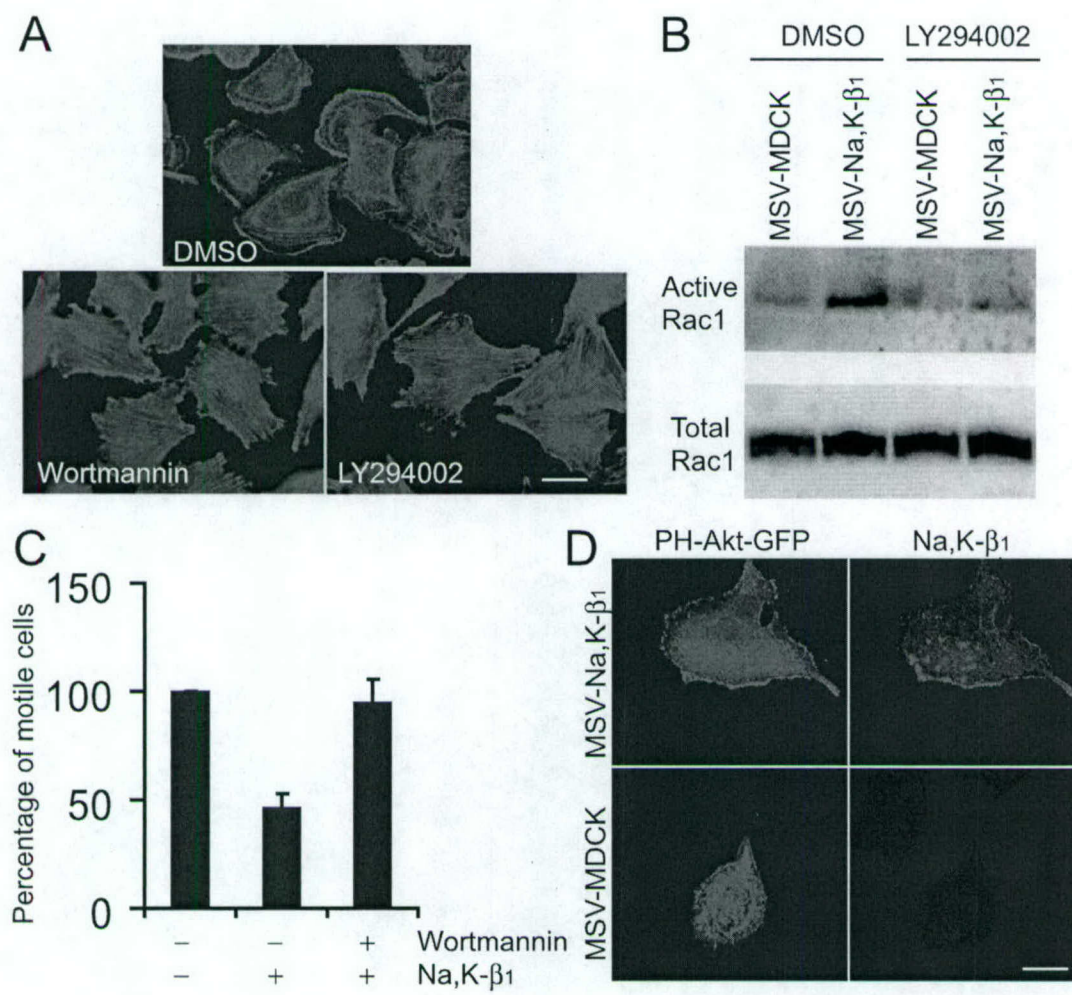 A
DMSO
Wortmannin
LY294002
B
DMSO
LY294002
MSV-MDCK
MSV-Na,K-β₁
MSV-MDCK
MSV-Na,K-β₁
Active
Rac1
Total
Rac1
C
Percentage of motile cells
150
100
50
0
– – + Wortmannin
– + + Na,K-β₁
D
PH-Akt-GFP
Na,K-β₁
MSV-Na,K-β₁
MSV-MDCK